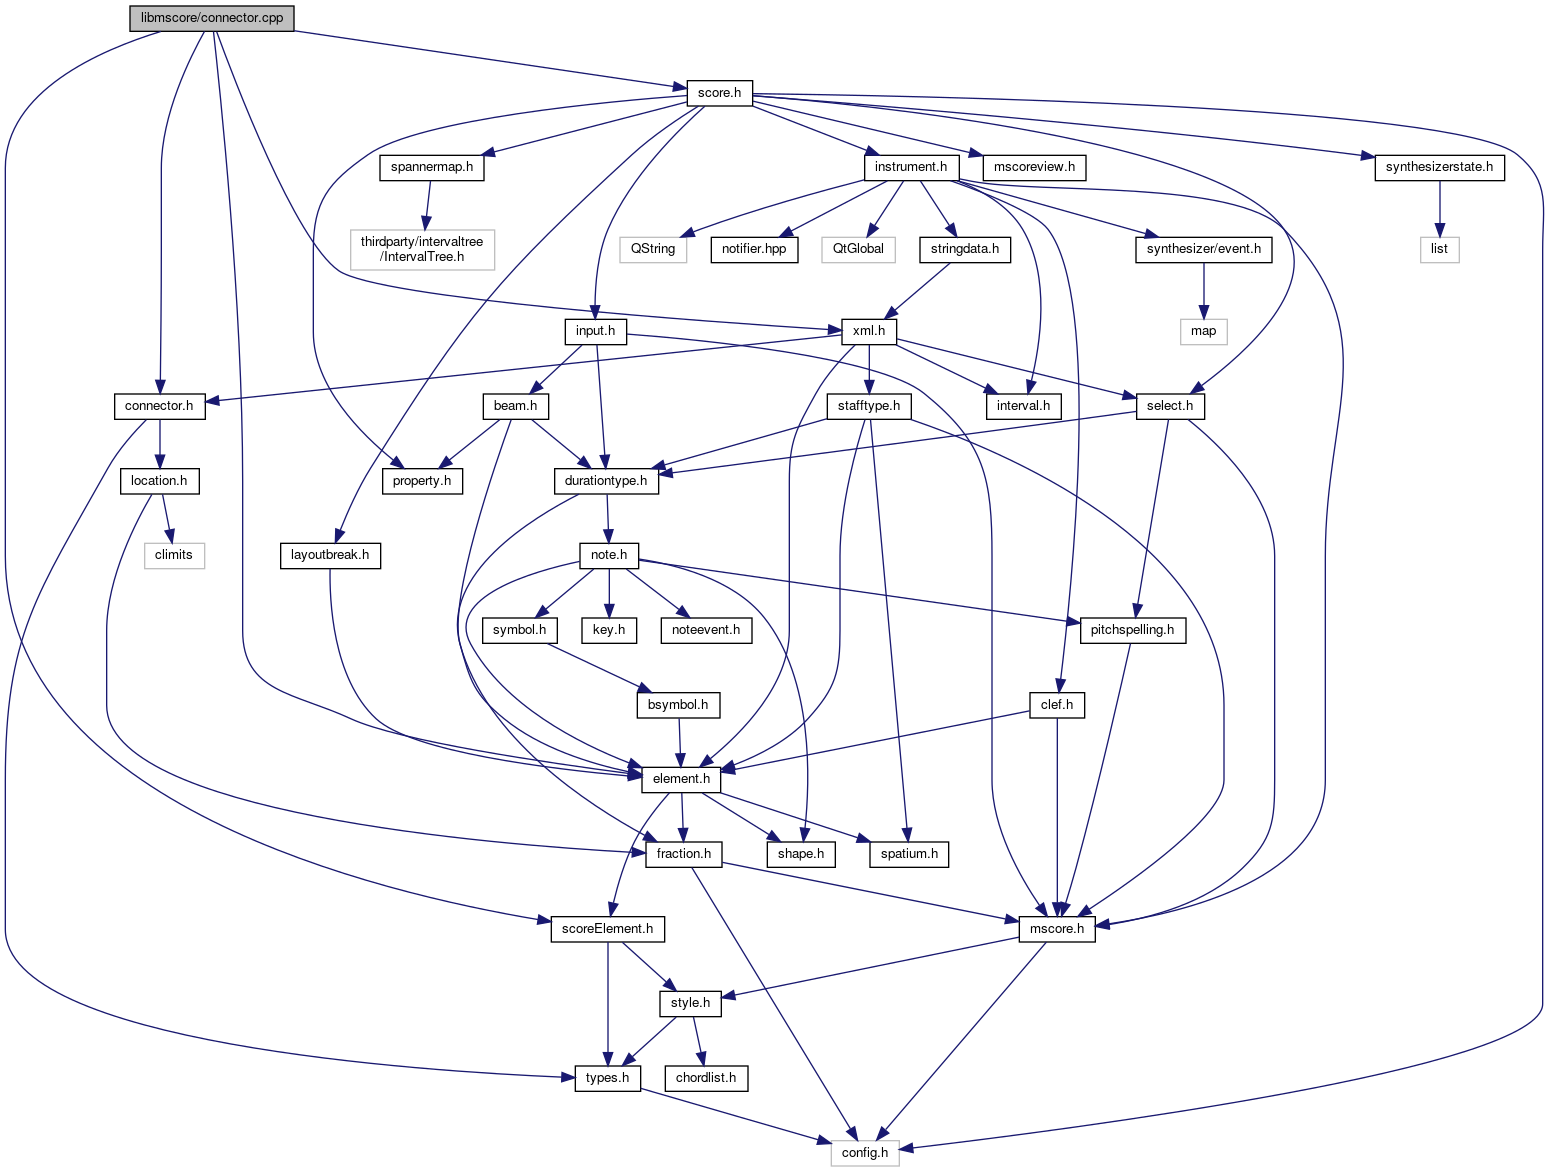 libmscore/connector.cpp
score.h
spannermap.h
instrument.h
mscoreview.h
synthesizerstate.h
thirdparty/intervaltree
/IntervalTree.h
QString
notifier.hpp
QtGlobal
stringdata.h
synthesizer/event.h
list
input.h
xml.h
map
connector.h
beam.h
stafftype.h
interval.h
select.h
location.h
property.h
durationtype.h
climits
layoutbreak.h
note.h
symbol.h
key.h
noteevent.h
pitchspelling.h
bsymbol.h
clef.h
element.h
fraction.h
shape.h
spatium.h
scoreElement.h
mscore.h
style.h
types.h
chordlist.h
config.h